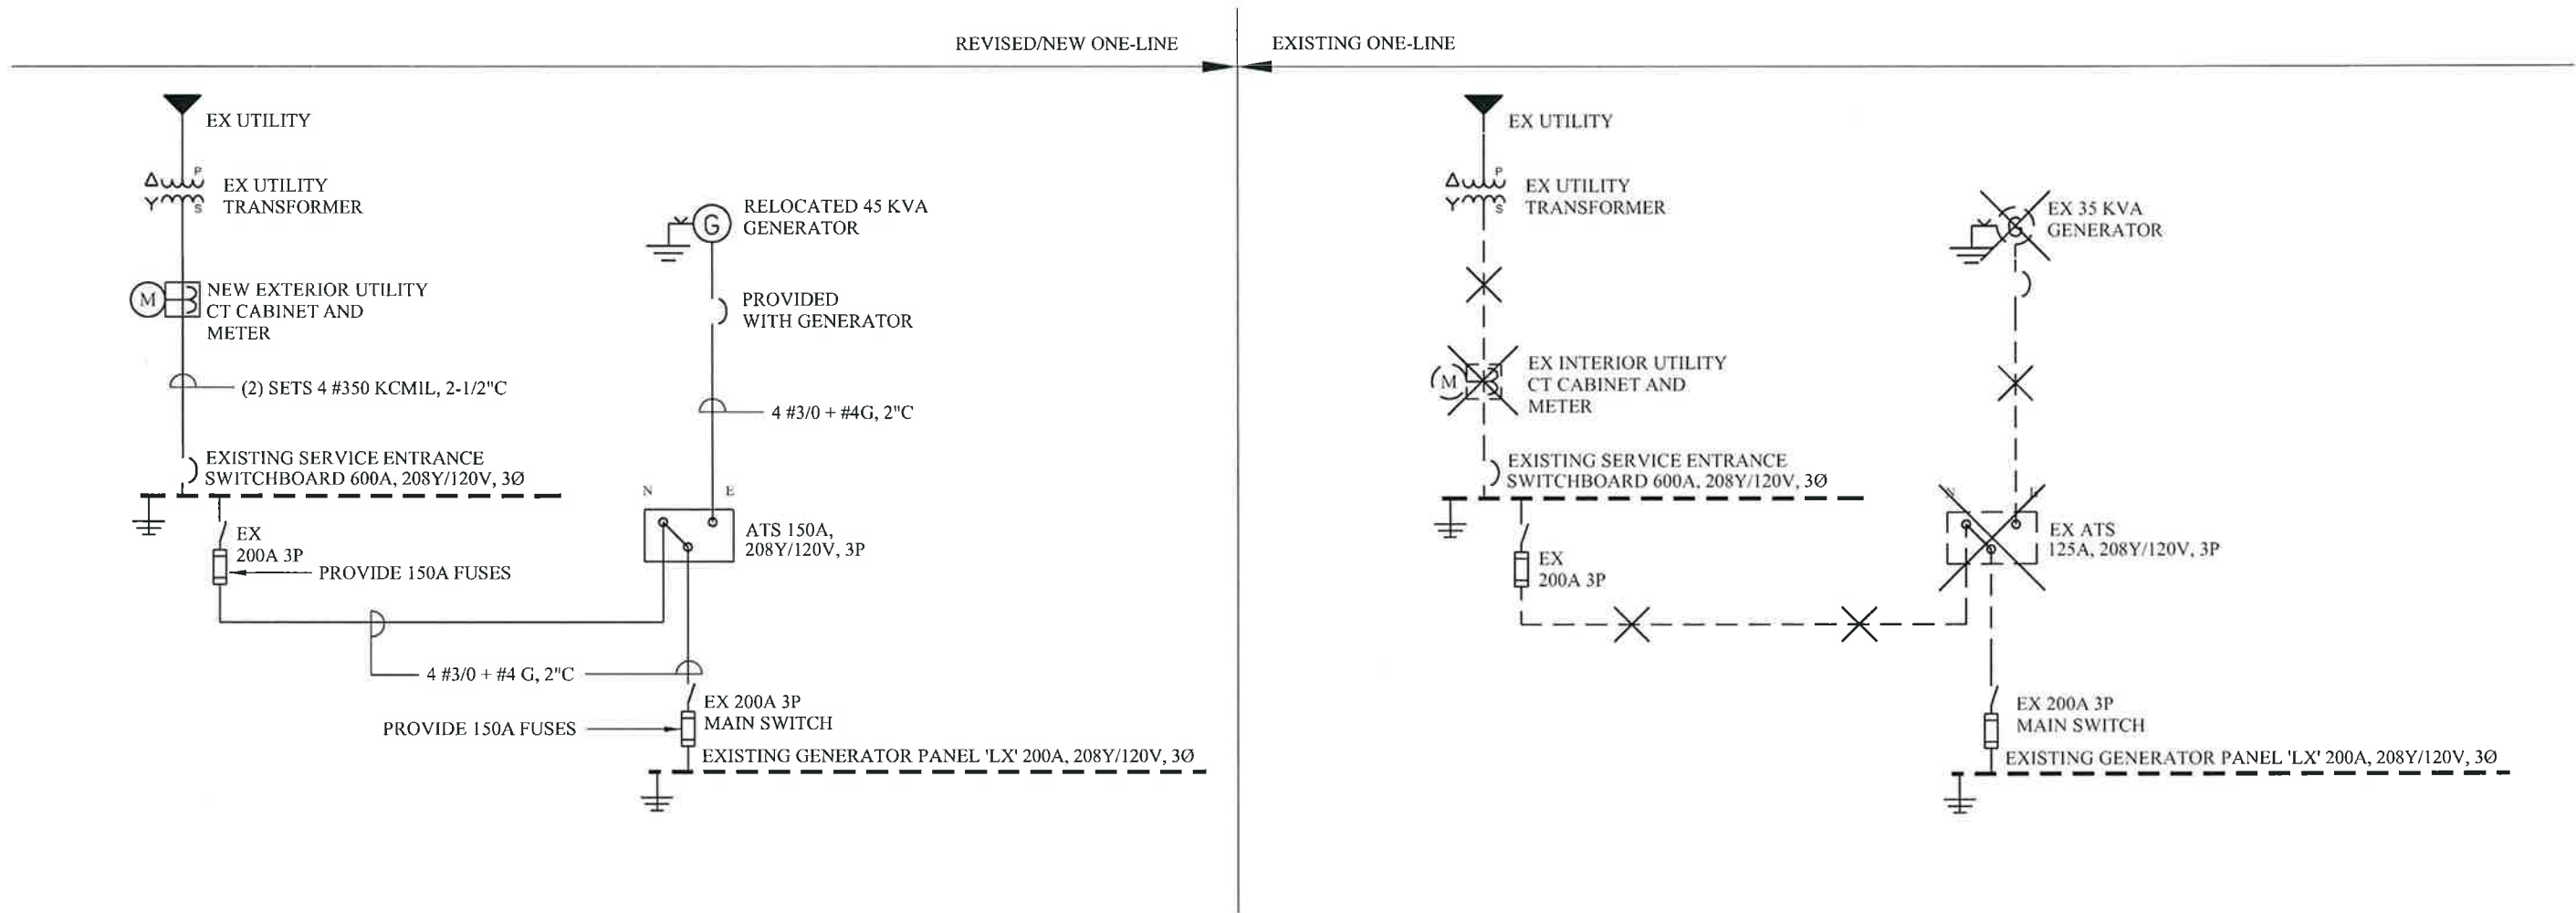 REVISED/NEW ONE-LINE
EXISTING ONE-LINE
EX UTILITY
P
S
EX UTILITY
TRANSFORMER
M
NEW EXTERIOR UTILITY
CT CABINET AND
METER
(2) SETS 4 #350 KCMIL, 2-1/2"C
EXISTING SERVICE ENTRANCE
SWITCHBOARD 600A, 208Y/120V, 3Ø
EX
200A 3P
PROVIDE 150A FUSES
G
RELOCATED 45 KVA
GENERATOR
PROVIDED
WITH GENERATOR
4 #3/0 + #4G, 2"C
N
E
ATS 150A,
208Y/120V, 3P
4 #3/0 + #4 G, 2"C
EX 200A 3P
MAIN SWITCH
PROVIDE 150A FUSES
EXISTING GENERATOR PANEL 'LX' 200A, 208Y/120V, 3Ø
EX UTILITY
P
S
EX UTILITY
TRANSFORMER
M
EX INTERIOR UTILITY
CT CABINET AND
METER
EXISTING SERVICE ENTRANCE
SWITCHBOARD 600A, 208Y/120V, 3Ø
EX
200A 3P
G
EX 35 KVA
GENERATOR
N
E
EX ATS
125A, 208Y/120V, 3P
EX 200A 3P
MAIN SWITCH
EXISTING GENERATOR PANEL 'LX' 200A, 208Y/120V, 3Ø